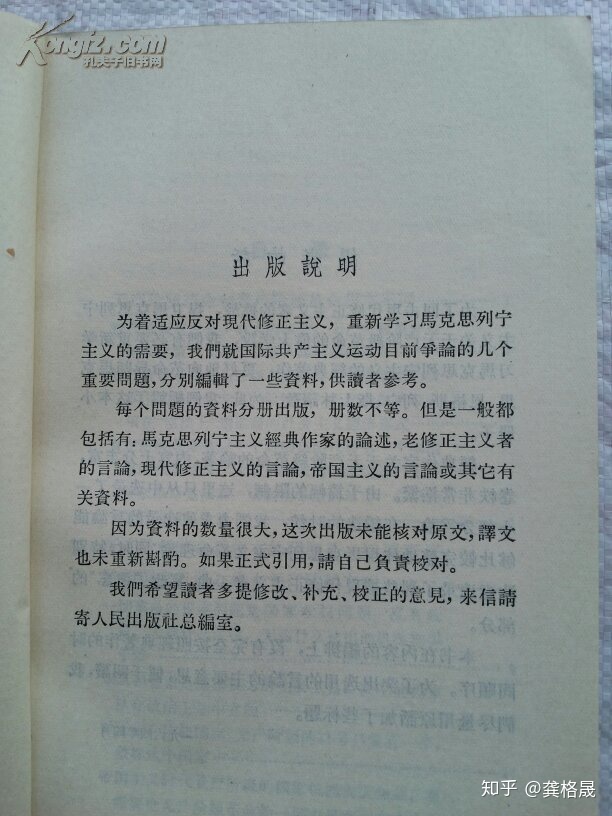 Kongfz.com
孔夫子旧书网
出版說明
为着适应反对現代修正主义，重新学习馬克思列宁
主义的需要，我們就国际共产主义运动目前爭論的几个
重要問題，分别編輯了一些資料，供讀者参考。
每个問題的資料分册出版，册数不等。但是一般都
包括有：馬克思列宁主义經典作家的論述，老修正主义者
的言論，現代修正主义的言論，帝国主义的言論或其它有
关資料。
因为資料的数量很大，这次出版未能核对原文，譯文
也未重新斟酌。如果正式引用，請自己負責校对。
我們希望讀者多提修改、补充、校正的意見，来信請
寄人民出版社总編室。
知乎 @龚格晟